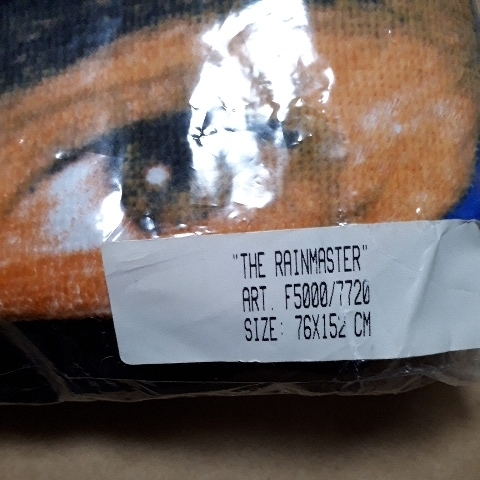 "THE RAINMASTER"
ART. F5000/7720
SIZE: 76X152 CM